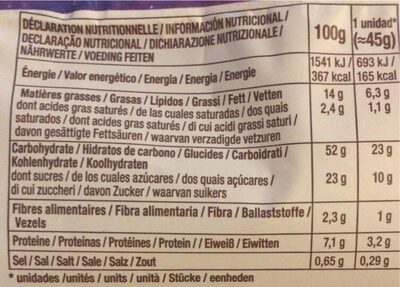 DÉCLARATION NUTRITIONNELLE / INFORMACIÓN NUTRICIONAL /
DECLARAÇÃO NUTRICIONAL / DICHIARAZIONE NUTRIZIONALE /
NÄHRWERTE / VOEDING FEITEN
100g
1 unidad*
(≈45g)
Énergie / Valor energético / Energia / Energia / Energie
1541 kJ /
367 kcal
693 kJ /
165 kcal
Matières grasses / Grasas / Lípidos / Grassi / Fett / Vetten
14 g
6,3 g
dont acides gras saturés / de las cuales saturadas / dos quais
2,4 g
1,1 g
saturados / dont acides gras saturés / di cui acidi grassi saturi /
davon gesättigte Fettsäuren / waarvan verzadigde vetzuren
Carbohydrate / Hidratos de carbono / Glucides / Carboidrati /
52 g
23 g
Kohlenhydrate / Koolhydraten
dont sucres / de los cuales azúcares / dos quais açúcares /
23 g
10 g
di cui zuccheri / davon Zucker / waarvan suikers
Fibres alimentaires / Fibra alimentaria / Fibra / Ballaststoffe /
2,3 g
1 g
Vezels
Proteine / Proteínas / Protéines / Protein / / Eiweiß / Eiwitten
7,1 g
3,2 g
Sel / Sal / Salt / Sale / Salz / Zout
0,65 g
0,29 g
* unidades /unités / units / unità / Stücke / eenheden